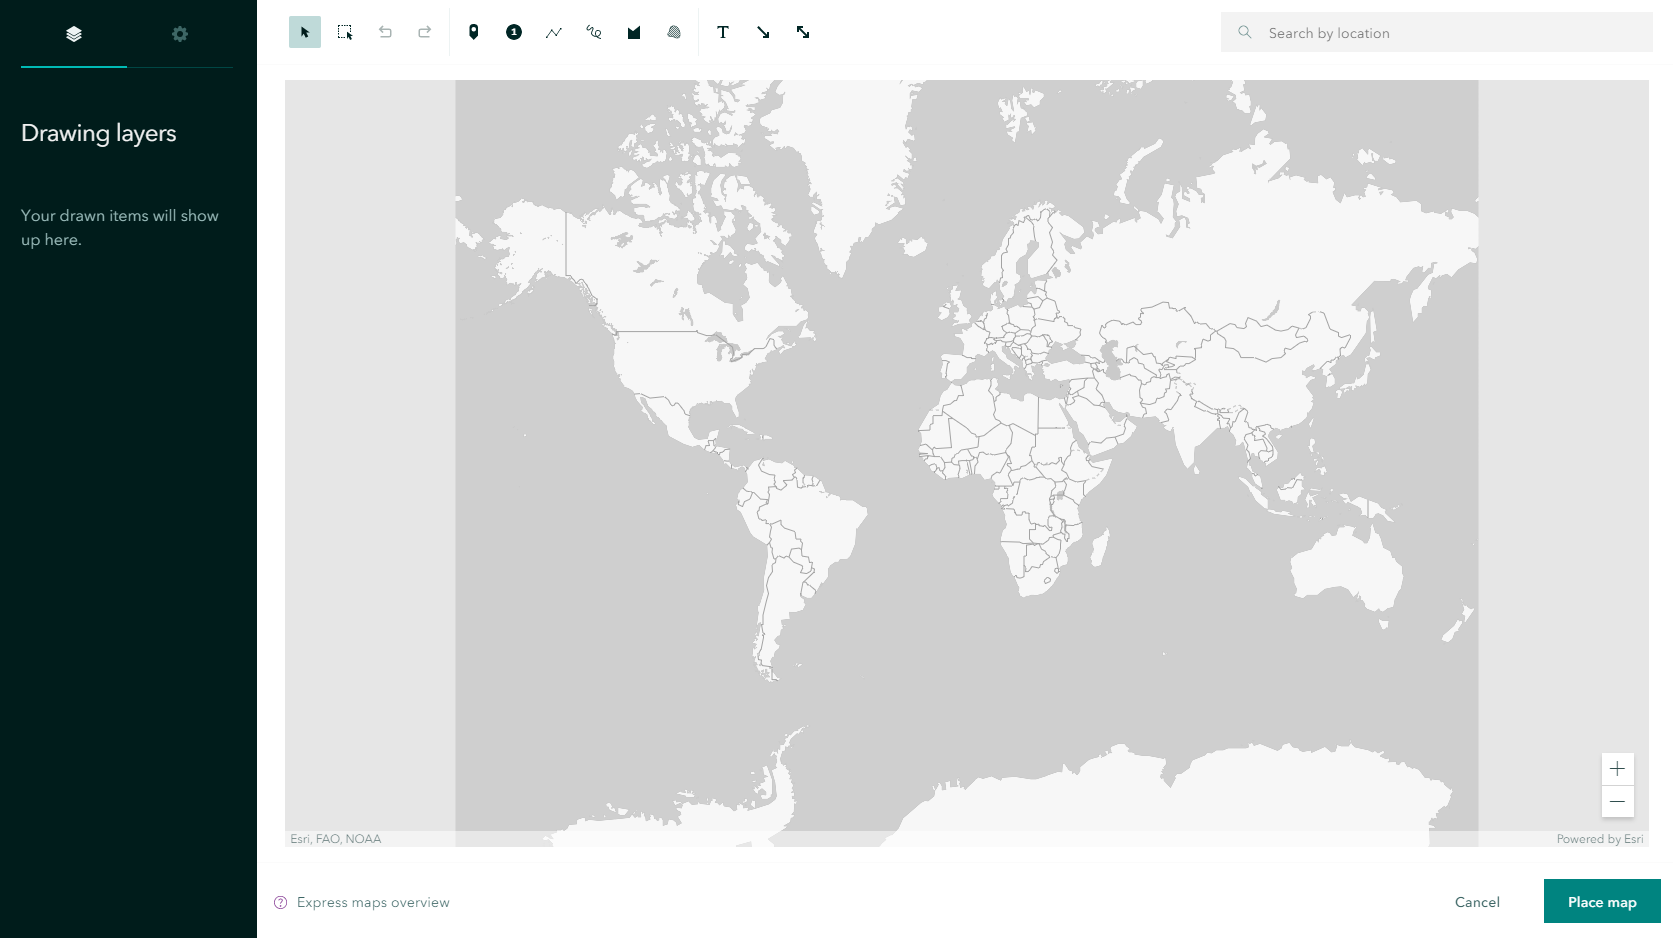 1
T
Search by location
Drawing layers
Your drawn items will show
up here.
Esri, FAO, NOAA
Powered by Esri
Express maps overview
Cancel
Place map